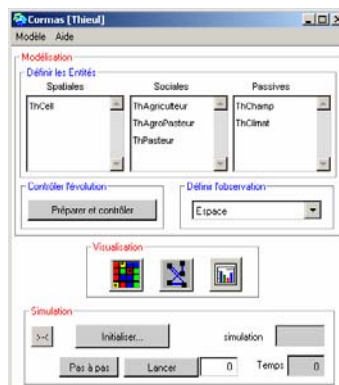 Cormas [Thieul]
Modèle Aide
Modélisation
Définir les Entités
Spatiales Sociales Passives
ThCell ThAgriculteur ThChamp
ThAgroPasteur ThClimat
ThPasteur
Contrôler l'évolution Définir l'observation
Préparer et contrôler Espace
Visualisation
Simulation
>-< Initialiser... simulation
Pas à pas Lancer 0 Temps 0